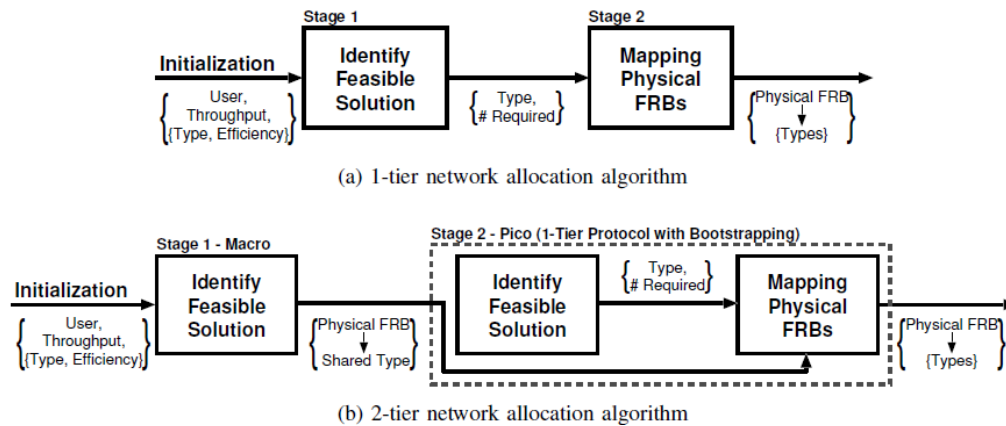 Stage 1
Stage 2
Initialization
Identify
Feasible
Solution
Mapping
Physical
FRBs
User,
Throughput,
{Type, Efficiency}
Type,
# Required
Physical FRB
{Types}
(a) 1-tier network allocation algorithm
Stage 2 - Pico (1-Tier Protocol with Bootstrapping)
Stage 1 - Macro
Initialization
Identify
Feasible
Solution
Type,
# Required
Identify
Feasible
Solution
Mapping
Physical
FRBs
User,
Throughput,
{Type, Efficiency}
Physical FRB
Shared Type
Physical FRB
{Types}
(b) 2-tier network allocation algorithm